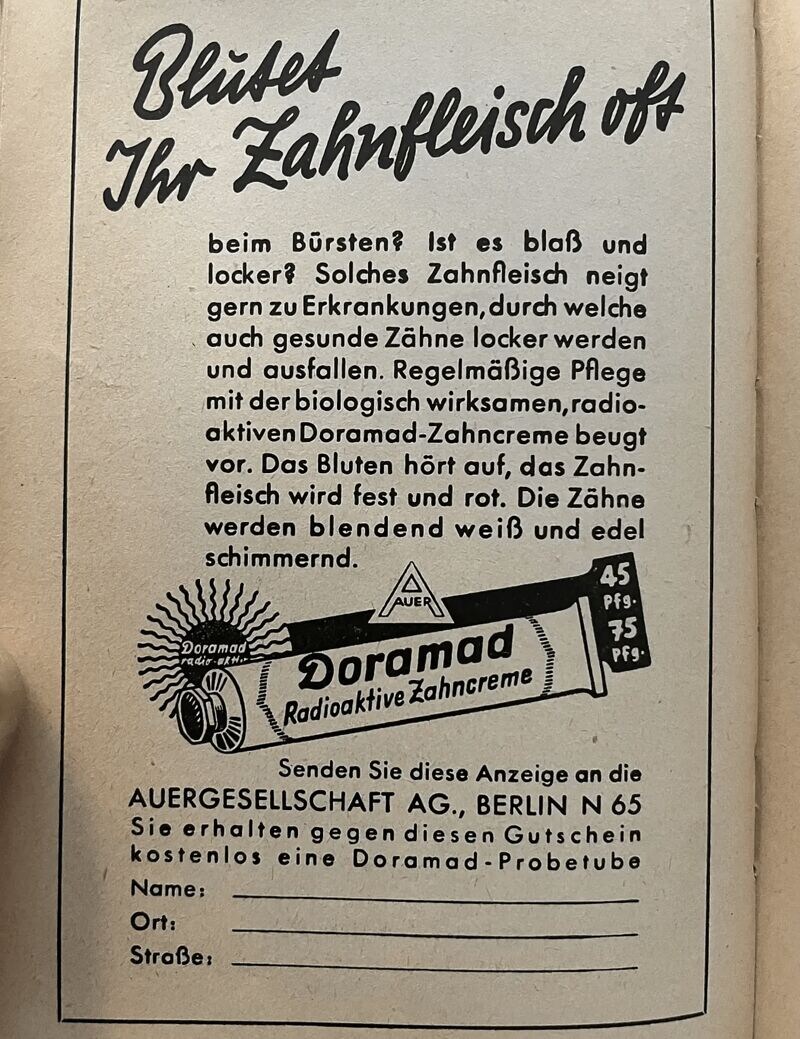 Blutet
Ihr Zahnfleisch oft
beim Bürsten? Ist es blaß und
locker? Solches Zahnfleisch neigt
gern zu Erkrankungen, durch welche
auch gesunde Zähne locker werden
und ausfallen. Regelmäßige Pflege
mit der biologisch wirksamen, radio-
aktiven Doramad-Zahncreme beugt
vor. Das Bluten hört auf, das Zahn-
fleisch wird fest und rot. Die Zähne
werden blendend weiß und edel
schimmernd.
AUER
45
Pfg.
75
Pfg.
Doramad
radio-aktiv
Doramad
Radioaktive Zahncreme
Senden Sie diese Anzeige an die
AUERGESELLSCHAFT AG., BERLIN N 65
Sie erhalten gegen diesen Gutschein
kostenlos eine Doramad-Probetube
Name:
Ort:
Straße: